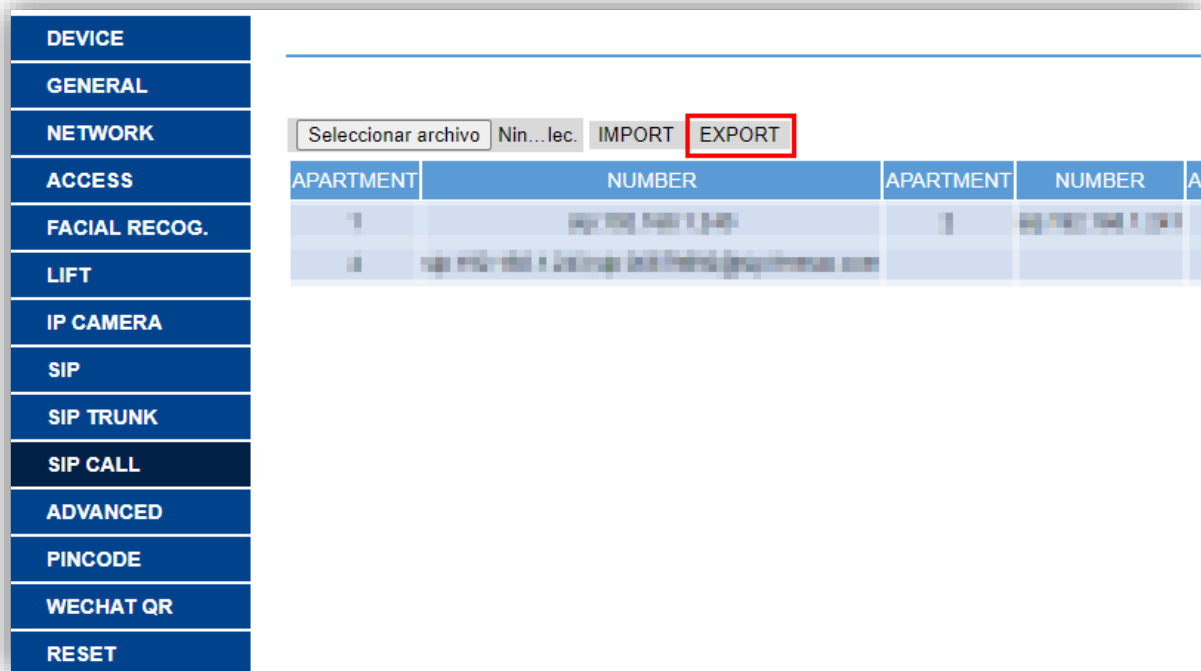 DEVICE
GENERAL
NETWORK
ACCESS
FACIAL RECOG.
LIFT
IP CAMERA
SIP
SIP TRUNK
SIP CALL
ADVANCED
PINCODE
WECHAT QR
RESET
Seleccionar archivo Nin...lec. IMPORT EXPORT
APARTMENT NUMBER APARTMENT NUMBER A